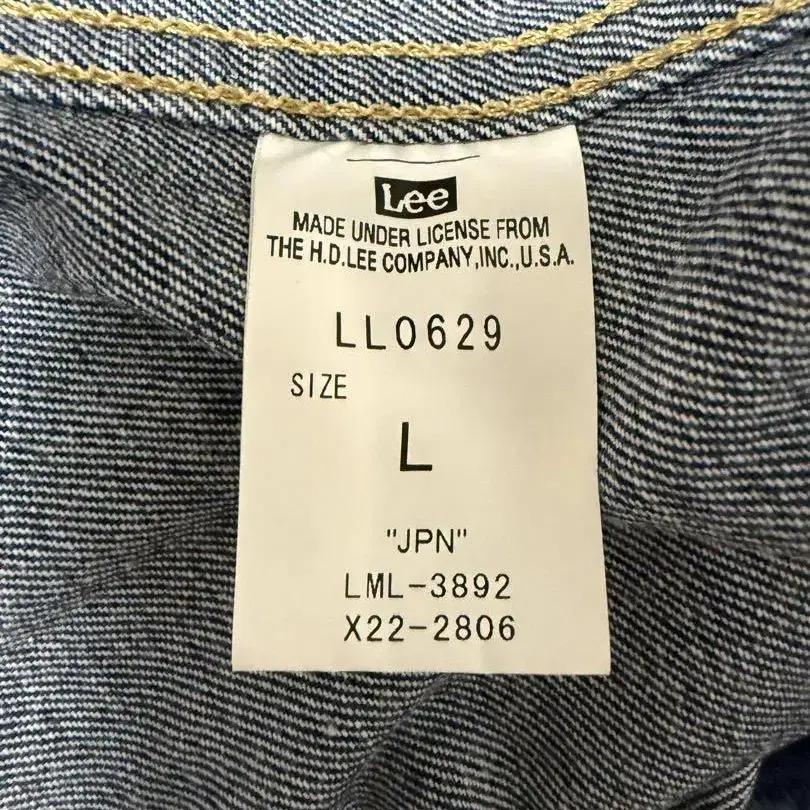 Lee
MADE UNDER LICENSE FROM
THE H.D.LEE COMPANY,INC.,U.S.A.
LL0629
SIZE
L
"JPN"
LML-3892
X22-2806